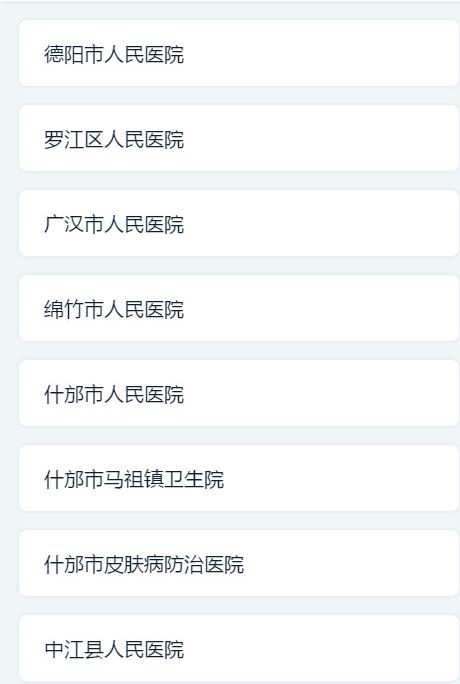 德阳市人民医院
罗江区人民医院
广汉市人民医院
绵竹市人民医院
什邡市人民医院
什邡市马祖镇卫生院
什邡市皮肤病防治医院
中江县人民医院